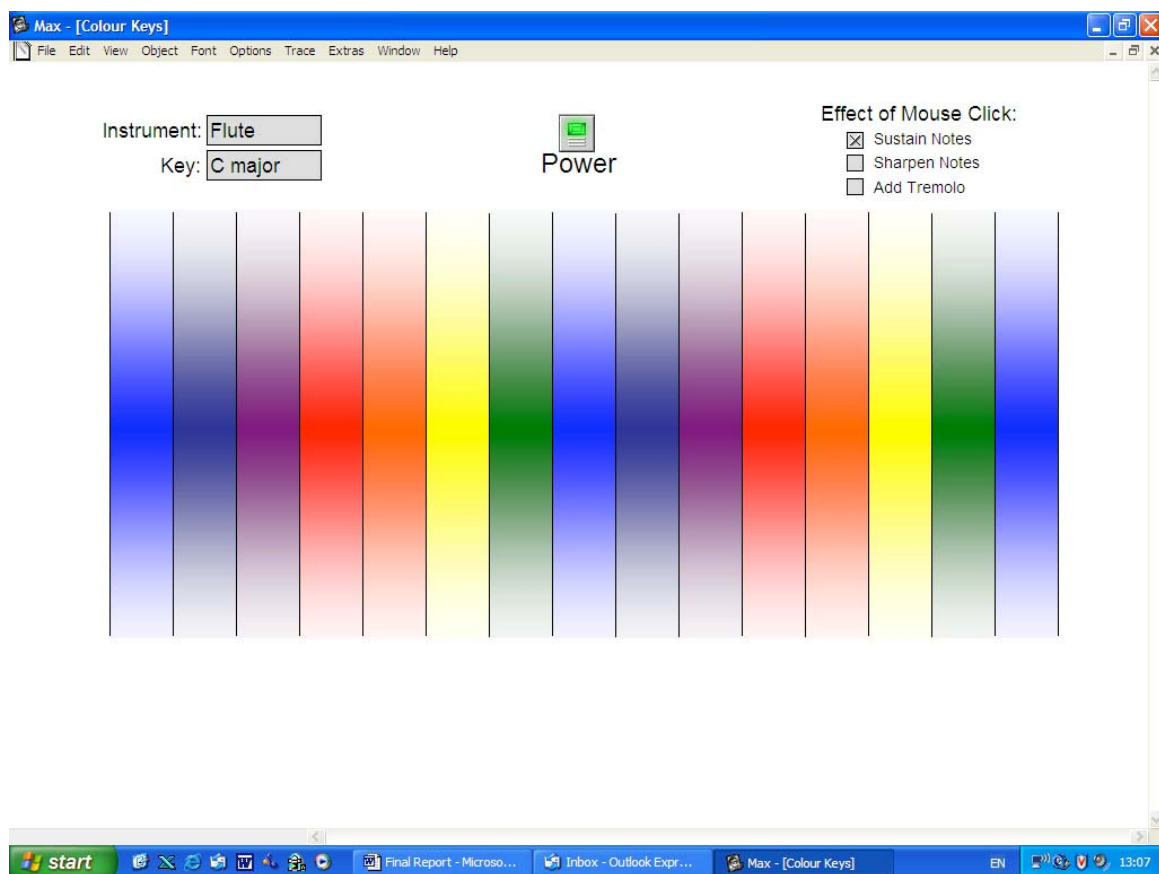 Max - [Colour Keys]
File Edit View Object Font Options Trace Extras Window Help
Instrument: Flute
Key: C major
Power
Effect of Mouse Click:
Sustain Notes
Sharpen Notes
Add Tremolo
start Final Report - Microso... Inbox - Outlook Expr... Max - [Colour Keys] EN 13:07